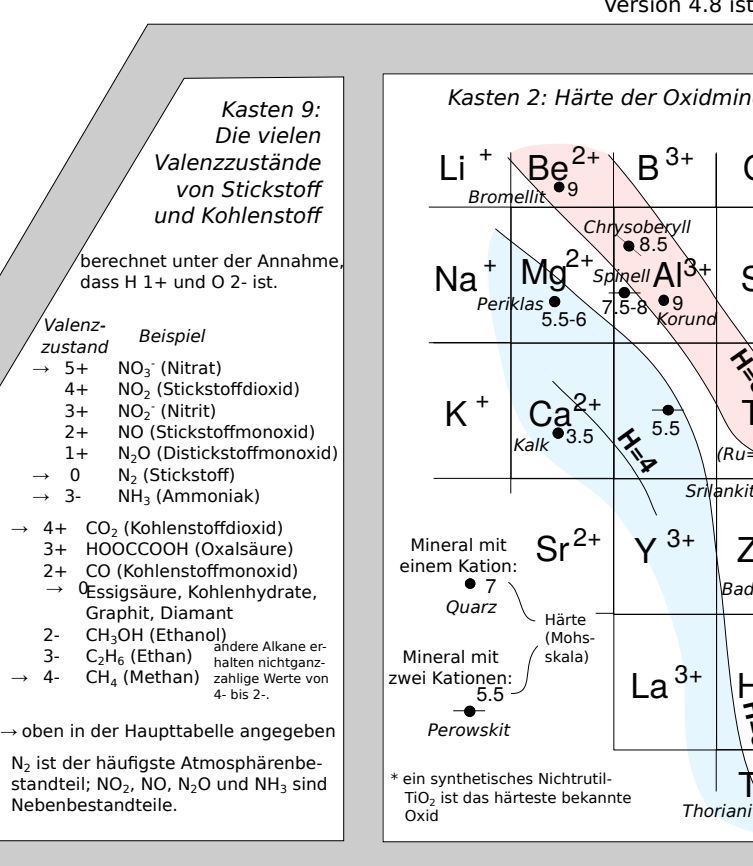 Version 4.8 ist
Kasten 9:
Die vielen
Valenzzustände
von Stickstoff
und Kohlenstoff
berechnet unter der Annahme,
dass H 1+ und O 2- ist.
Valenz-
zustand
Beispiel
→ 5+ NO₃⁻ (Nitrat)
4+ NO₂ (Stickstoffdioxid)
3+ NO₂⁻ (Nitrit)
2+ NO (Stickstoffmonoxid)
1+ N₂O (Distickstoffmonoxid)
→ 0 N₂ (Stickstoff)
→ 3- NH₃ (Ammoniak)
→ 4+ CO₂ (Kohlenstoffdioxid)
3+ HOOCCOOH (Oxalsäure)
2+ CO (Kohlenstoffmonoxid)
→ 0 Essigsäure, Kohlenhydrate,
Graphit, Diamant
2- CH₃OH (Ethanol)
3- C₂H₆ (Ethan)
→ 4- CH₄ (Methan)
andere Alkane er-
halten nichtganz-
zahlige Werte von
4- bis 2-.
→ oben in der Haupttabelle angegeben
N₂ ist der häufigste Atmosphärenbe-
standteil; NO₂, NO, N₂O und NH₃ sind
Nebenbestandteile.
Kasten 2: Härte der Oxidmin
Li⁺ Be²⁺ B³⁺
9
Bromellit
Chrysoberyll
8.5
Na⁺ Mg²⁺ Spinell Al³⁺ S
Periklas
5.5-6
7.5-8
9
Korund
K⁺ Ca²⁺
Kalk
3.5
H=4
5.5
(Ru=
Srilankit
Sr²⁺ Y³⁺ Z
Bad
Mineral mit
einem Kation:
7
Quarz
Härte
(Mohs-
skala)
Mineral mit
zwei Kationen:
5.5
Perowskit
La³⁺ H
Thoriani
* ein synthetisches Nichtrutil-
TiO₂ ist das härteste bekannte
Oxid